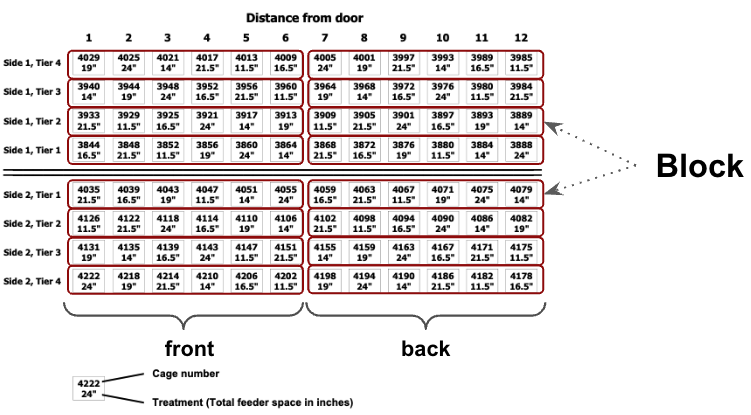 Distance from door
1 2 3 4 5 6 7 8 9 10 11 12
Side 1, Tier 4 4029 4025 4021 4017 4013 4009 4005 4001 3997 3993 3989 3985
19" 24" 14" 21.5" 11.5" 16.5" 24" 19" 21.5" 14" 16.5" 11.5"
Side 1, Tier 3 3940 3944 3948 3952 3956 3960 3964 3968 3972 3976 3980 3984
14" 19" 24" 16.5" 21.5" 11.5" 19" 14" 16.5" 24" 11.5" 21.5"
Side 1, Tier 2 3933 3929 3925 3921 3917 3913 3909 3905 3901 3897 3893 3889
21.5" 11.5" 16.5" 24" 14" 19" 11.5" 21.5" 24" 16.5" 19" 14"
Block
Side 1, Tier 1 3844 3848 3852 3856 3860 3864 3868 3872 3876 3880 3884 3888
16.5" 21.5" 11.5" 19" 24" 14" 21.5" 16.5" 19" 11.5" 14" 24"
Side 2, Tier 1 4035 4039 4043 4047 4051 4055 4059 4063 4067 4071 4075 4079
21.5" 16.5" 19" 11.5" 14" 24" 16.5" 21.5" 11.5" 19" 24" 14"
Side 2, Tier 2 4126 4122 4118 4114 4110 4106 4102 4098 4094 4090 4086 4082
11.5" 21.5" 24" 16.5" 19" 14" 21.5" 11.5" 16.5" 24" 14" 19"
Side 2, Tier 3 4131 4135 4139 4143 4147 4151 4155 4159 4163 4167 4171 4175
19" 14" 16.5" 24" 11.5" 21.5" 14" 19" 24" 16.5" 21.5" 11.5"
Side 2, Tier 4 4222 4218 4214 4210 4206 4202 4198 4194 4190 4186 4182 4178
24" 19" 21.5" 14" 16.5" 11.5" 19" 24" 14" 21.5" 11.5" 16.5"
front back
Cage number
4222
24"
Treatment (Total feeder space in inches)